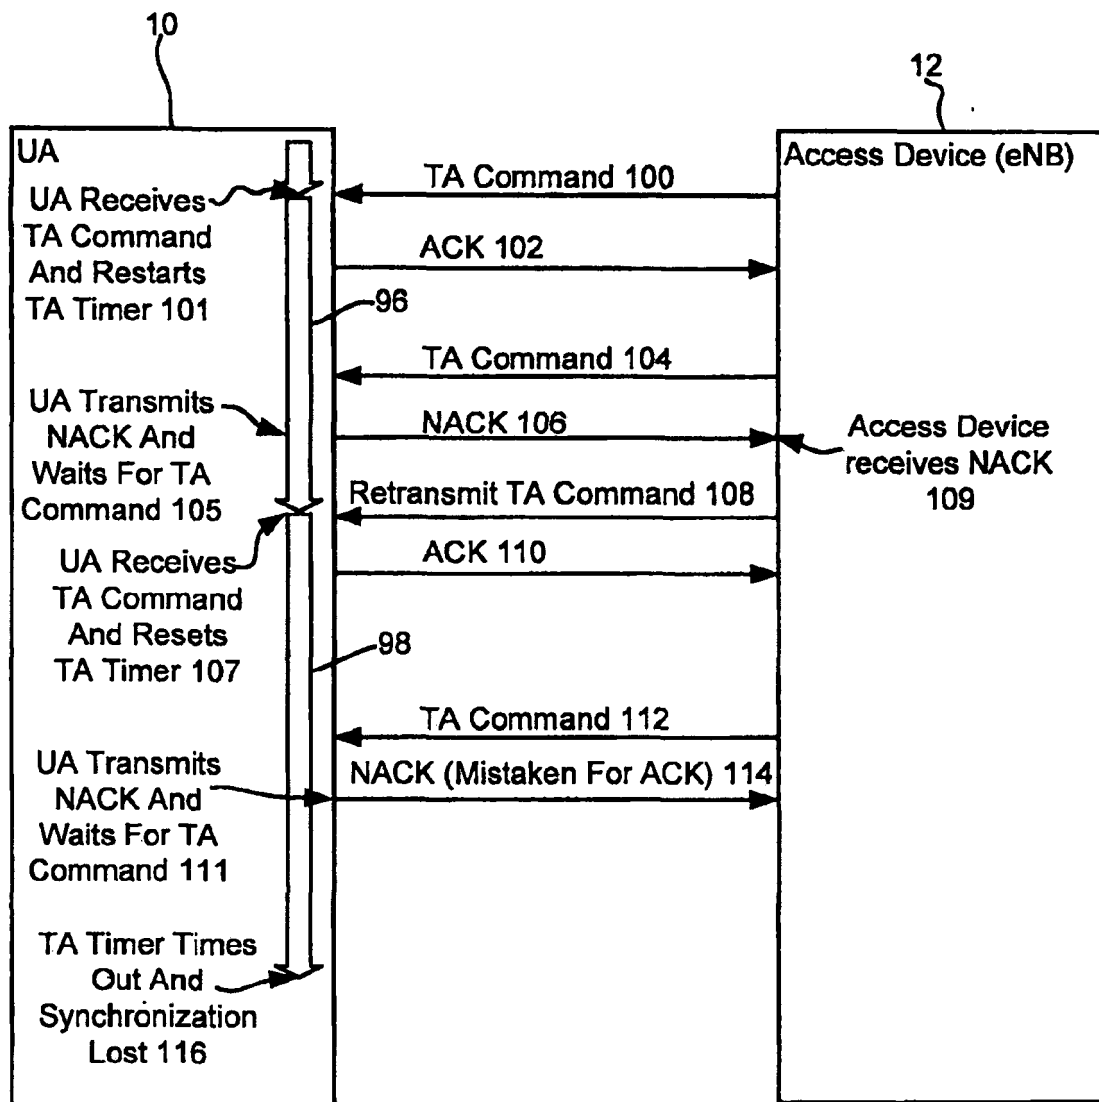 10
12
UA
Access Device (eNB)
TA Command 100
UA Receives
TA Command
And Restarts
TA Timer 101
ACK 102
96
TA Command 104
UA Transmits
NACK And
Waits For TA
Command 105
NACK 106
Access Device
receives NACK
109
Retransmit TA Command 108
UA Receives
TA Command
And Resets
TA Timer 107
ACK 110
98
TA Command 112
UA Transmits
NACK And
Waits For TA
Command 111
NACK (Mistaken For ACK) 114
TA Timer Times
Out And
Synchronization
Lost 116